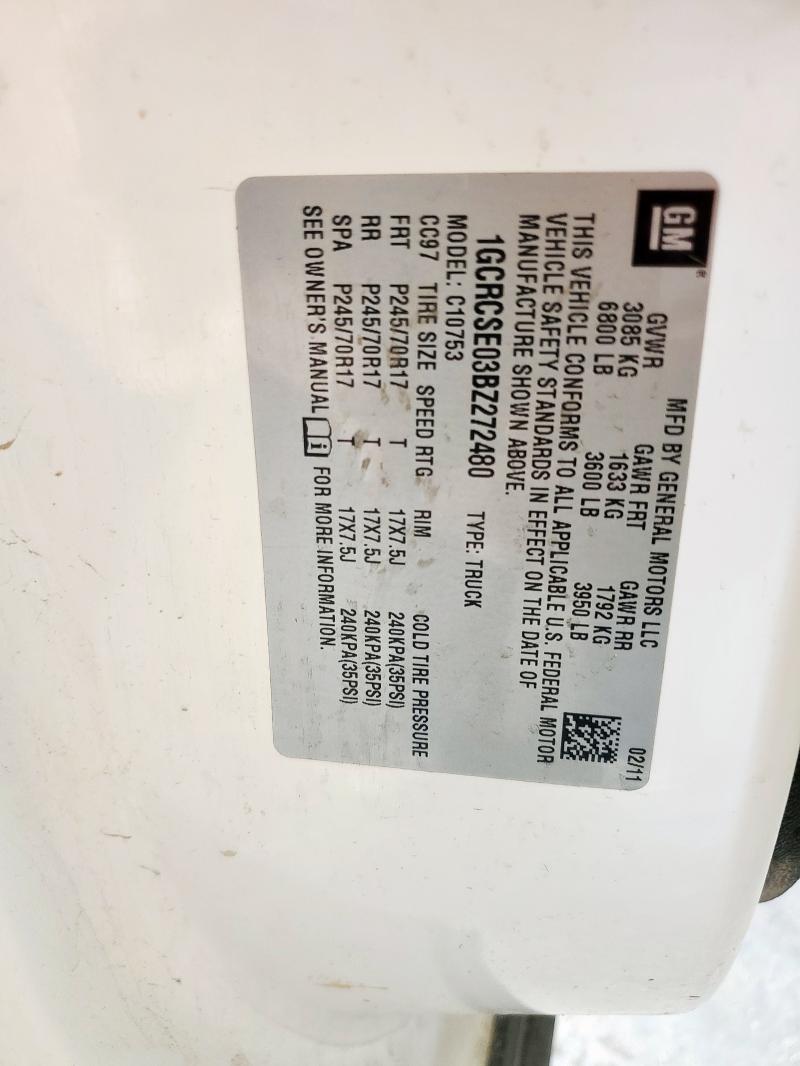 GM®
MFD BY GENERAL MOTORS LLC 02/11
GVWR GAWR FRT GAWR RR
3085 KG 1633 KG 1792 KG
6800 LB 3600 LB 3950 LB
THIS VEHICLE CONFORMS TO ALL APPLICABLE U.S. FEDERAL MOTOR
VEHICLE SAFETY STANDARDS IN EFFECT ON THE DATE OF
MANUFACTURE SHOWN ABOVE.
1GCRCSE03BZ272480 TYPE: TRUCK
MODEL: C10753
CC97 TIRE SIZE SPEED RTG RIM COLD TIRE PRESSURE
FRT P245/70R17 T 17X7.5J 240KPA(35PSI)
RR P245/70R17 T 17X7.5J 240KPA(35PSI)
SPA P245/70R17 T 17X7.5J 240KPA(35PSI)
SEE OWNER'S MANUAL i FOR MORE INFORMATION.